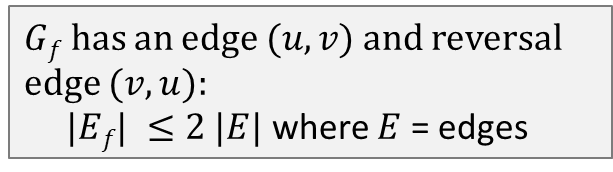 G_f has an edge (u, v) and reversal
edge (v, u):
|E_f| ≤ 2 |E| where E = edges